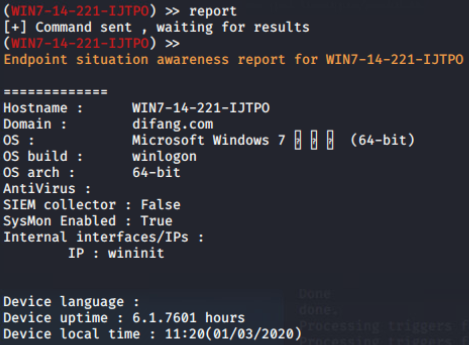 (WIN7-14-221-IJTPO) >> report
[+] Command sent , waiting for results
(WIN7-14-221-IJTPO) >>
Endpoint situation awareness report for WIN7-14-221-IJTPO
=============
Hostname : WIN7-14-221-IJTPO
Domain : difang.com
OS : Microsoft Windows 7 ? ? ? (64-bit)
OS build : winlogon
OS arch : 64-bit
AntiVirus :
SIEM collector : False
SysMon Enabled : True
Internal interfaces/IPs :
IP : wininit
Device language :
Device uptime : 6.1.7601 hours
Device local time : 11:20(01/03/2020)
Done
done.
Processing triggers f
Processing triggers f